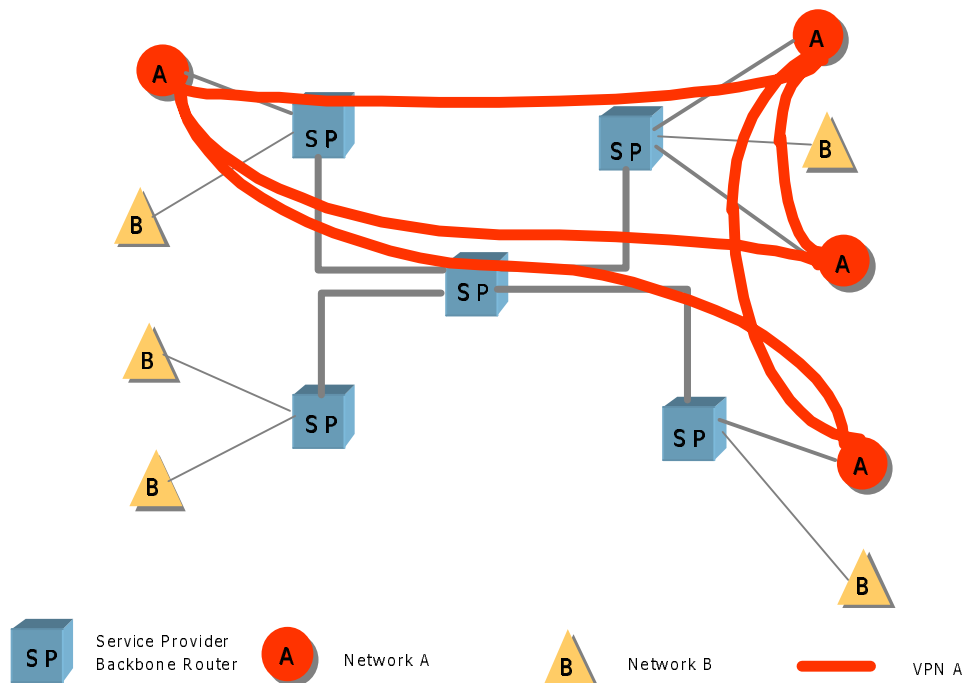 A
A
SP
SP
B
B
A
SP
B
SP
SP
A
B
B
SP
Service Provider
Backbone Router
A
Network A
B
Network B
VPN A